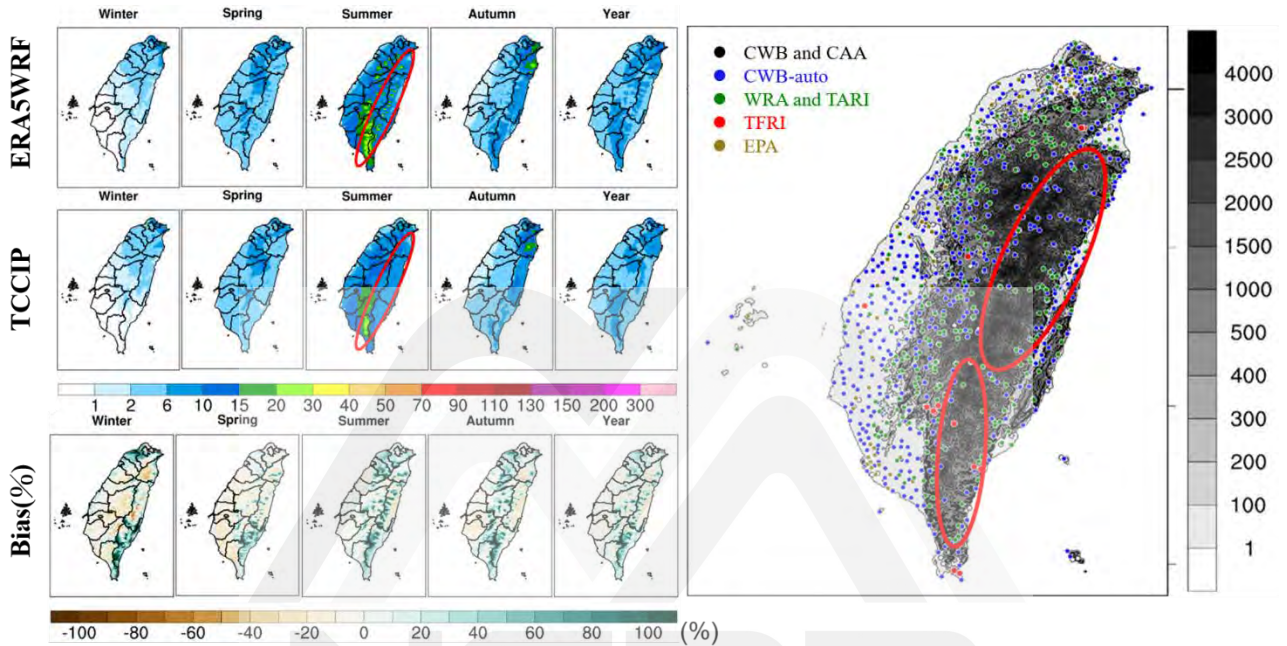 Winter Spring Summer Autumn Year
ERA5WRF
Winter Spring Summer Autumn Year
TCCIP
1 2 6 10 15 20 30 40 50 70 90 110 130 150 200 300
Winter Spring Summer Autumn Year
Bias(%)
-100 -80 -60 -40 -20 0 20 40 60 80 100 (%)
CWB and CAA
CWB-auto
WRA and TARI
TFRI
EPA
4000
3000
2500
2000
1500
1000
500
400
300
200
100
1